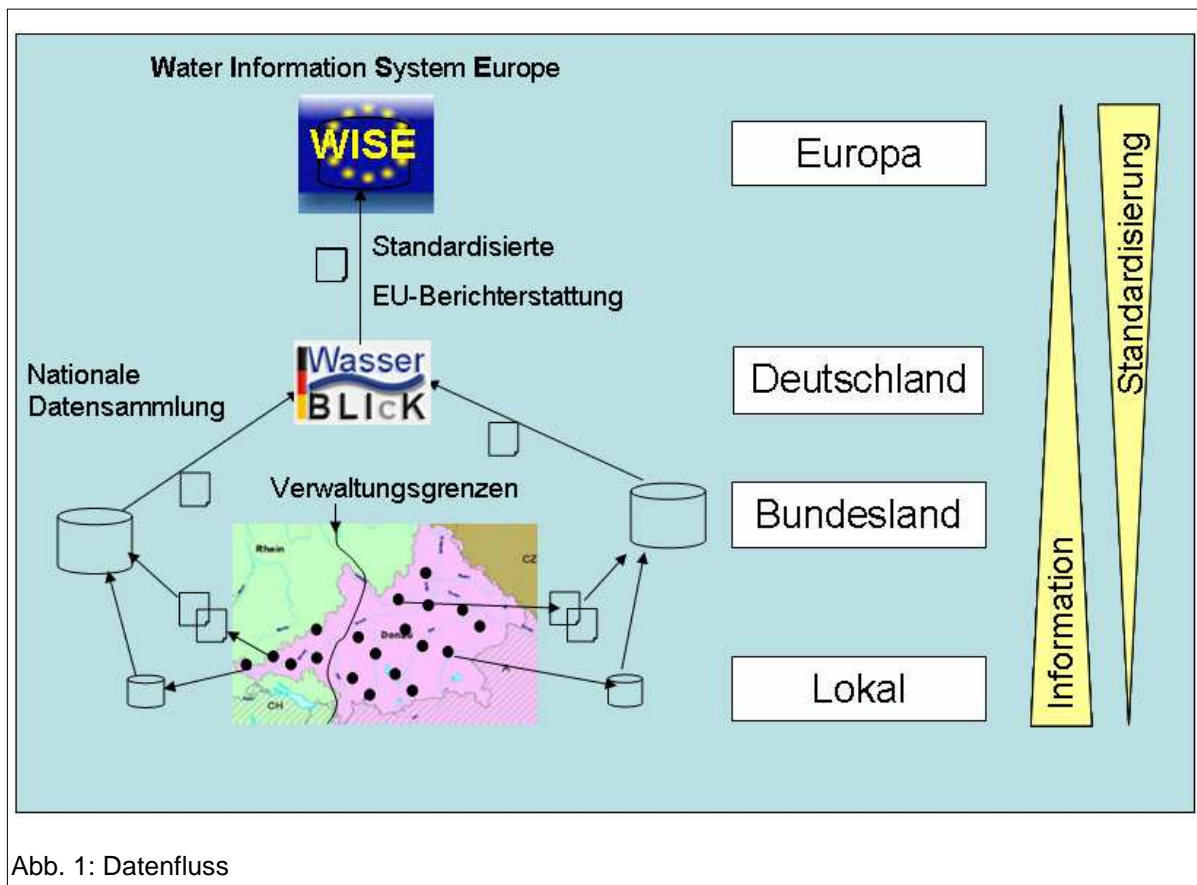 Water Information System Europe
WISE
Europa
Standardisierte
EU-Berichterstattung
Wasser
BLIcK
Deutschland
Nationale
Datensammlung
Verwaltungsgrenzen
Bundesland
Rhein
CZ
Donau
A
CH
Lokal
Information
Standardisierung
Abb. 1: Datenfluss